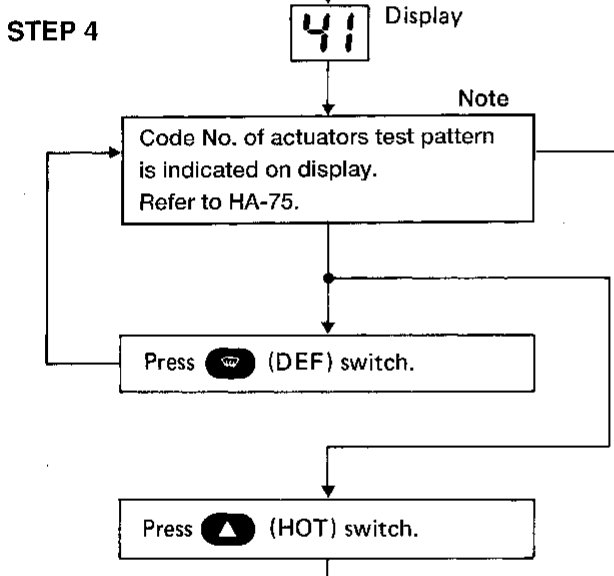 STEP 4
41 Display
Note
Code No. of actuators test pattern
is indicated on display.
Refer to HA-75.
Press (DEF) switch.
Press (HOT) switch.